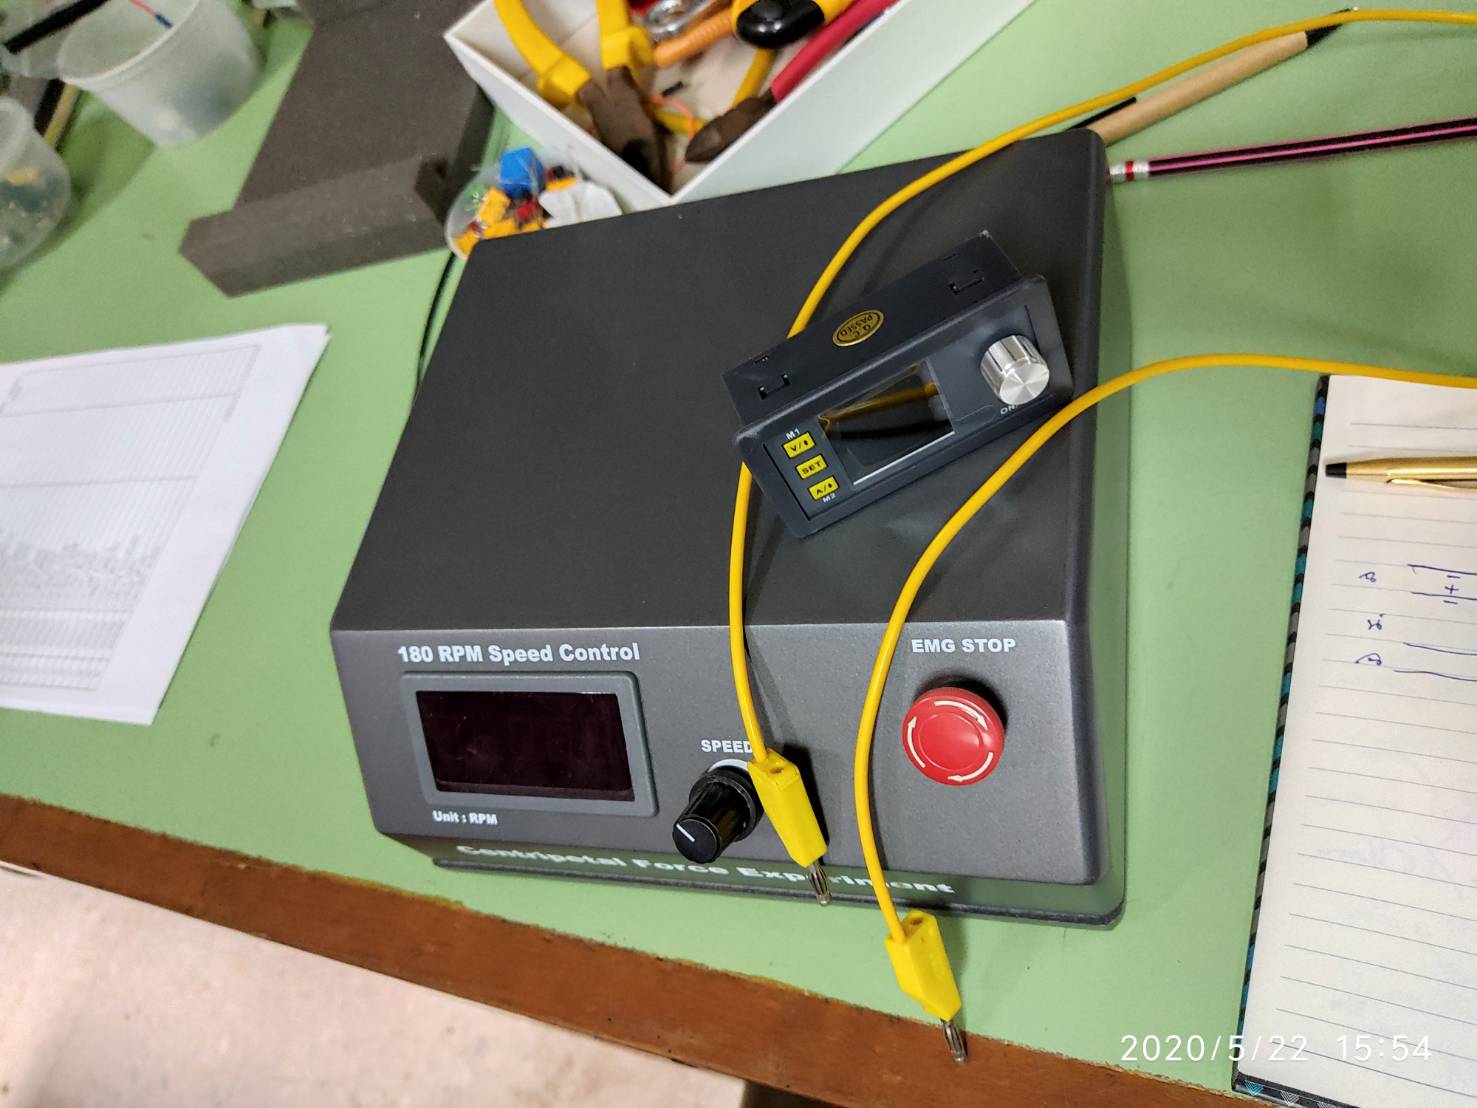 Q.C
PASSED
M1
V/⬍
SET
A/⬍
M2
180 RPM Speed Control
EMG STOP
SPEED
Unit : RPM
Centripetal Force Experiment
2020/5/22 15:54